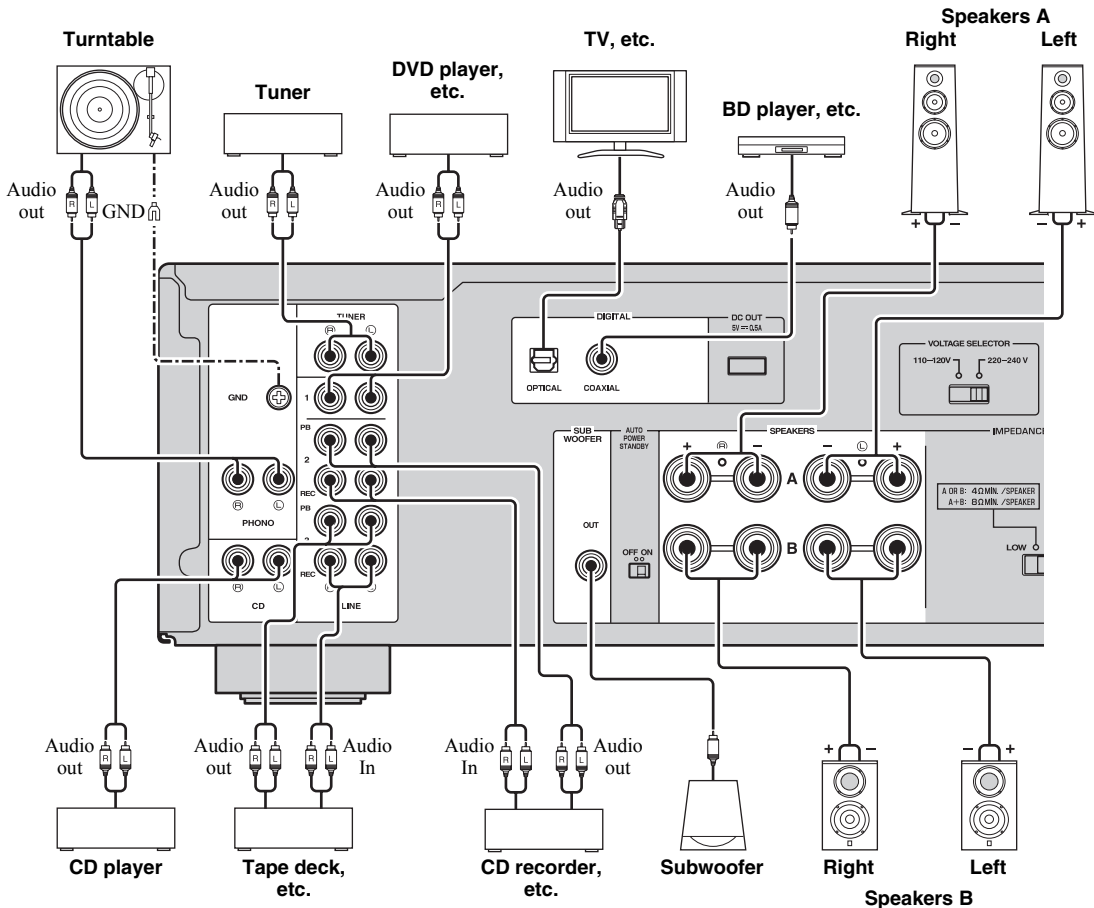 Speakers A
Turntable
TV, etc.
Right
Left
DVD player,
etc.
Tuner
BD player, etc.
Audio
out
R
L
GND
Audio
out
R
L
Audio
out
R
L
Audio
out
Audio
out
+
−
−
+
TUNER
R
L
DIGITAL
DC OUT
5V 0.5A
VOLTAGE SELECTOR
110–120V
220–240 V
GND
1
OPTICAL
COAXIAL
SUB
WOOFER
AUTO
POWER
STANDBY
SPEAKERS
IMPEDANCE
PB
2
REC
+
R
−
−
L
+
A
PHONO
R
L
PB
A OR B: 4Ω MIN. /SPEAKER
A+B: 8Ω MIN. /SPEAKER
OUT
B
REC
OFF ON
LOW
R
L
CD
LINE
Audio
out
R
L
Audio
out
R
L
R
L
Audio
In
Audio
In
R
L
R
L
Audio
out
+
−
−
+
CD player
Tape deck,
etc.
CD recorder,
etc.
Subwoofer
Right
Left
Speakers B